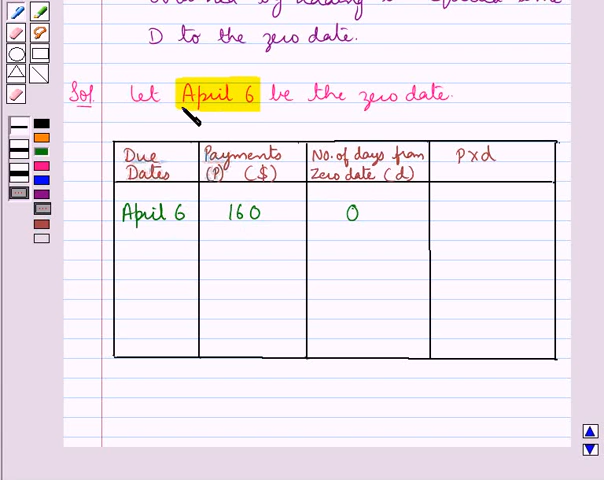 D to the zero date.
Sol. Let April 6 be the zero date.
Due Dates Payments (P) ($) No. of days from Zero date (d) P x d
April 6 160 0